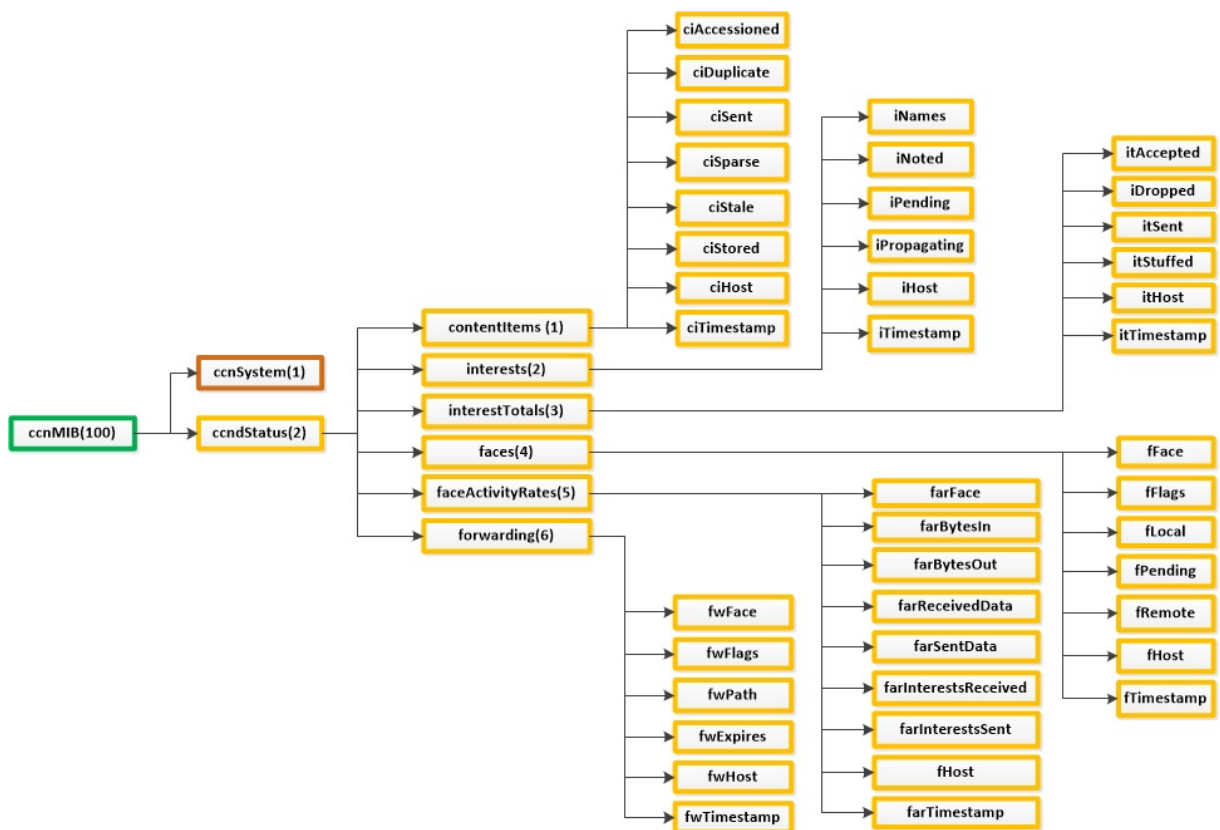 ccnMIB(100)
ccnSystem(1)
ccndStatus(2)
contentItems (1)
interests(2)
interestTotals(3)
faces(4)
faceActivityRates(5)
forwarding(6)
ciAccessioned
ciDuplicate
ciSent
ciSparse
ciStale
ciStored
ciHost
ciTimestamp
iNames
iNoted
iPending
iPropagating
iHost
iTimestamp
itAccepted
iDropped
itSent
itStuffed
itHost
itTimestamp
fFace
fFlags
fLocal
fPending
fRemote
fHost
fTimestamp
farFace
farBytesIn
farBytesOut
farReceivedData
farSentData
farInterestsReceived
farInterestsSent
fHost
farTimestamp
fwFace
fwFlags
fwPath
fwExpires
fwHost
fwTimestamp